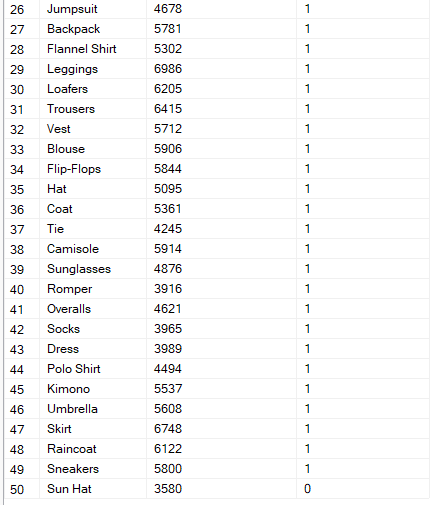 26 Jumpsuit 4678 1
27 Backpack 5781 1
28 Flannel Shirt 5302 1
29 Leggings 6986 1
30 Loafers 6205 1
31 Trousers 6415 1
32 Vest 5712 1
33 Blouse 5906 1
34 Flip-Flops 5844 1
35 Hat 5095 1
36 Coat 5361 1
37 Tie 4245 1
38 Camisole 5914 1
39 Sunglasses 4876 1
40 Romper 3916 1
41 Overalls 4621 1
42 Socks 3965 1
43 Dress 3989 1
44 Polo Shirt 4494 1
45 Kimono 5537 1
46 Umbrella 5608 1
47 Skirt 6748 1
48 Raincoat 6122 1
49 Sneakers 5800 1
50 Sun Hat 3580 0